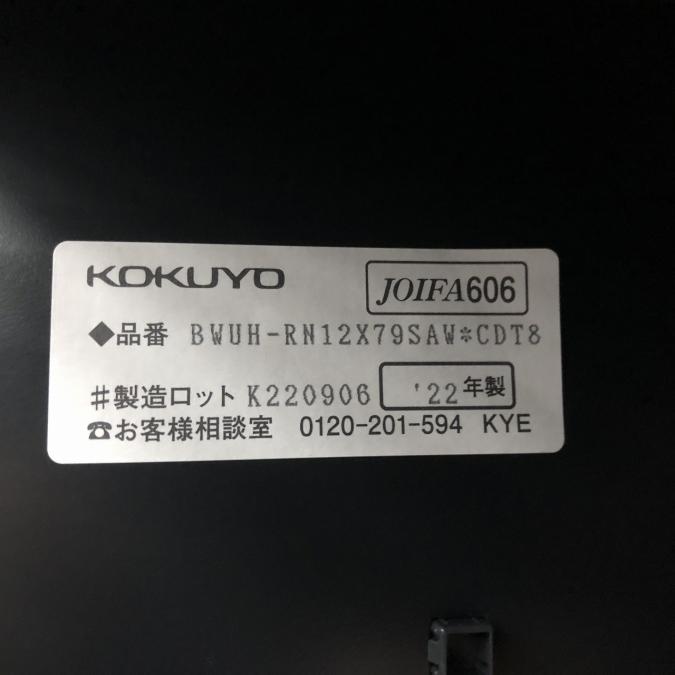 KOKUYO JOIFA606
◆品番 BWUH-RN12X79SAW*CDT8
#製造ロット K220906 '22年製
☎お客様相談室 0120-201-594 KYE